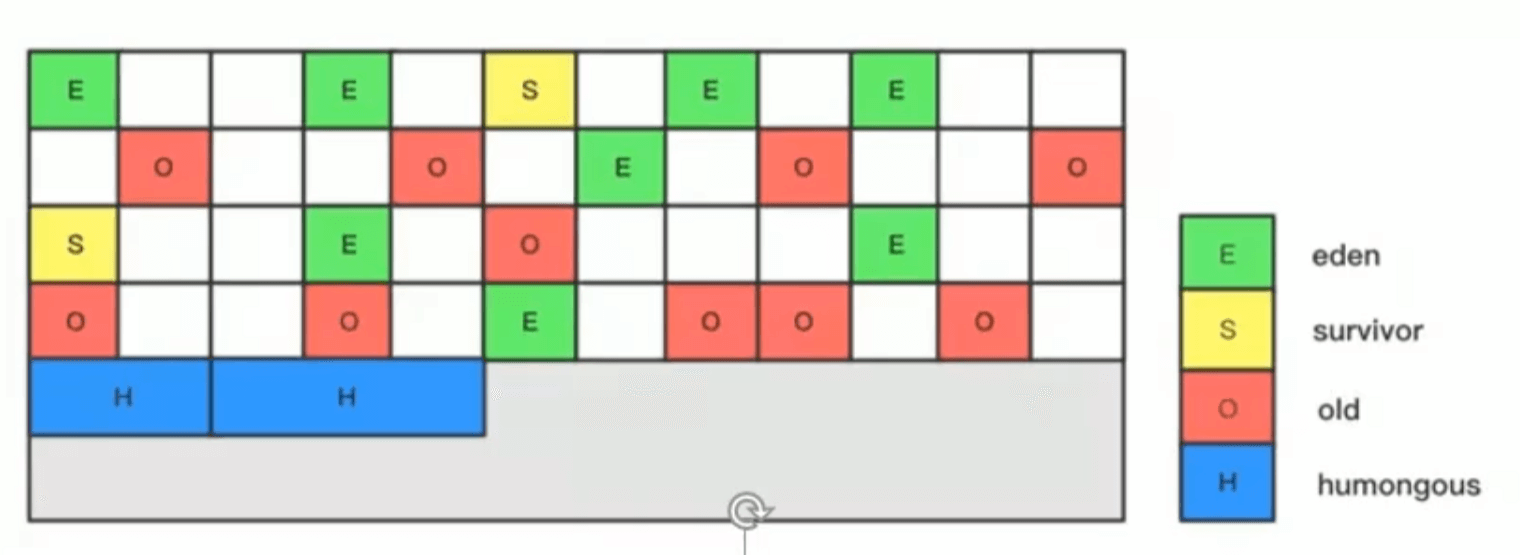 E E S E E
O O E O O
S E O E
O O E O O O
H H
E eden
S survivor
O old
H humongous